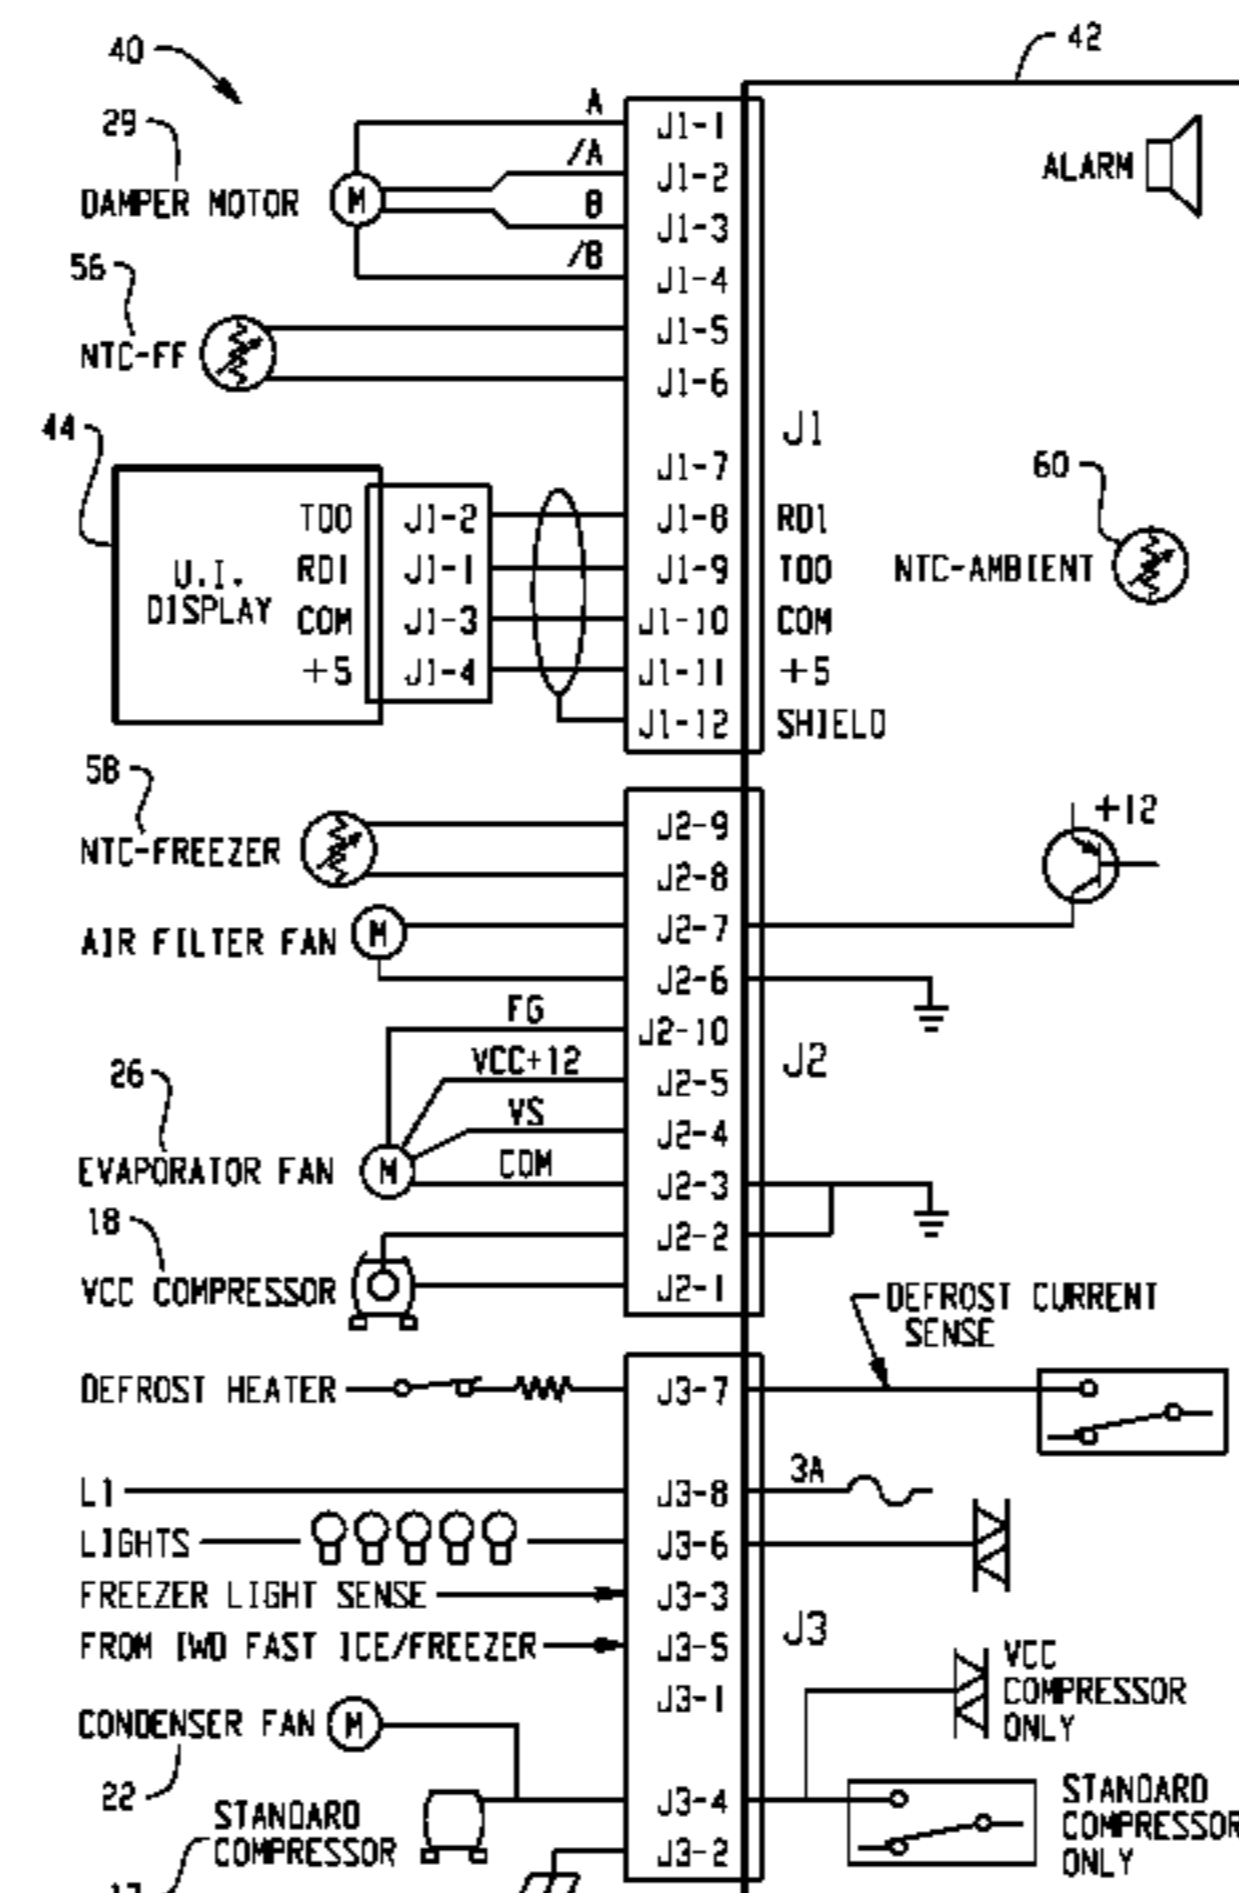 40
42
29
A
J1-1
ALARM
/A
J1-2
DAMPER MOTOR
M
B
J1-3
/B
J1-4
56
J1-5
NTC-FF
J1-6
44
J1
J1-7
60
TDO
J1-2
J1-8
RDI
U.I.
DISPLAY
RDI
J1-1
J1-9
TDO
NTC-AMBIENT
COM
J1-3
J1-10
COM
+5
J1-4
J1-11
+5
J1-12
SHIELD
58
NTC-FREEZER
J2-9
+12
J2-8
AIR FILTER FAN
M
J2-7
J2-6
FG
J2-10
J2
VCC+12
J2-5
26
VS
J2-4
EVAPORATOR FAN
M
COM
J2-3
18
J2-2
VCC COMPRESSOR
J2-1
DEFROST CURRENT
SENSE
DEFROST HEATER
J3-7
3A
L1
J3-8
LIGHTS
J3-6
FREEZER LIGHT SENSE
J3-3
J3
FROM IWD FAST ICE/FREEZER
J3-5
J3-1
VCC
COMPRESSOR
ONLY
CONDENSER FAN
M
22
J3-4
STANDARD
COMPRESSOR
J3-2
STANDARD
COMPRESSOR
ONLY